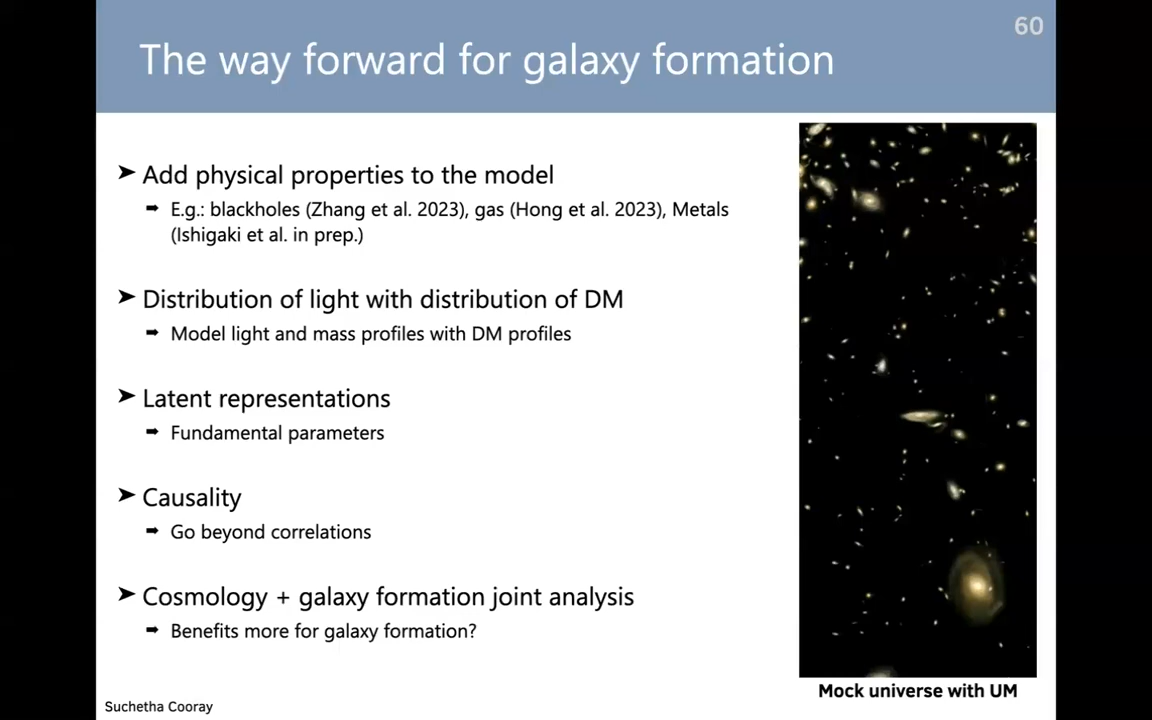 60
The way forward for galaxy formation
➤ Add physical properties to the model
➡ E.g.: blackholes (Zhang et al. 2023), gas (Hong et al. 2023), Metals
(Ishigaki et al. in prep.)
➤ Distribution of light with distribution of DM
➡ Model light and mass profiles with DM profiles
➤ Latent representations
➡ Fundamental parameters
➤ Causality
➡ Go beyond correlations
➤ Cosmology + galaxy formation joint analysis
➡ Benefits more for galaxy formation?
Mock universe with UM
Suchetha Cooray